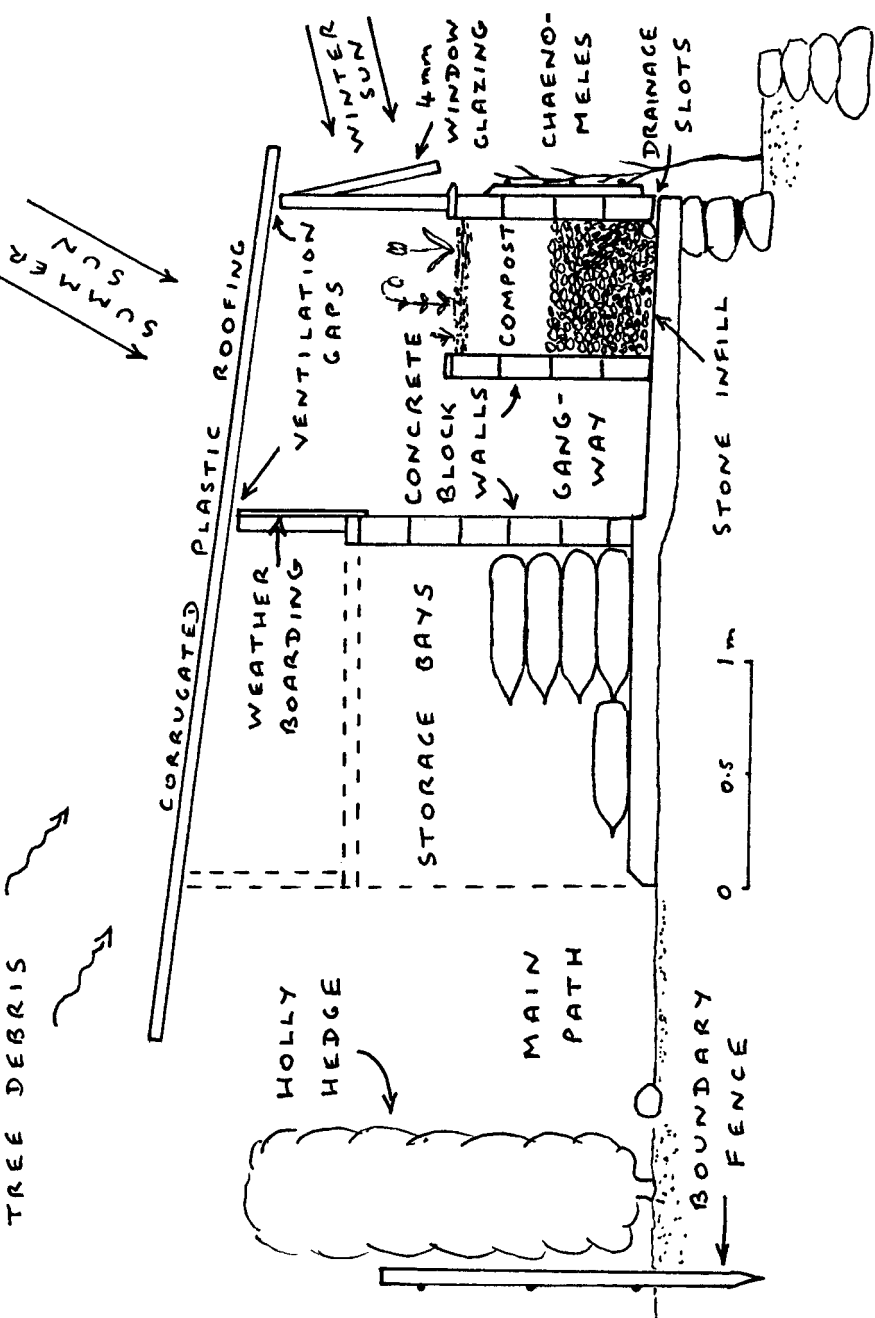 TREE DEBRIS
SUMMER
SUN
CORRUGATED PLASTIC ROOFING
WINTER
SUN
4mm
WINDOW
GLAZING
VENTILATION
GAPS
WEATHER
BOARDING
HOLLY
HEDGE
CHAENO-
MELES
COMPOST
CONCRETE
BLOCK
WALLS
STORAGE BAYS
GANG-
WAY
MAIN
PATH
DRAINAGE
SLOTS
STONE INFILL
BOUNDARY
FENCE
0 0.5 1m